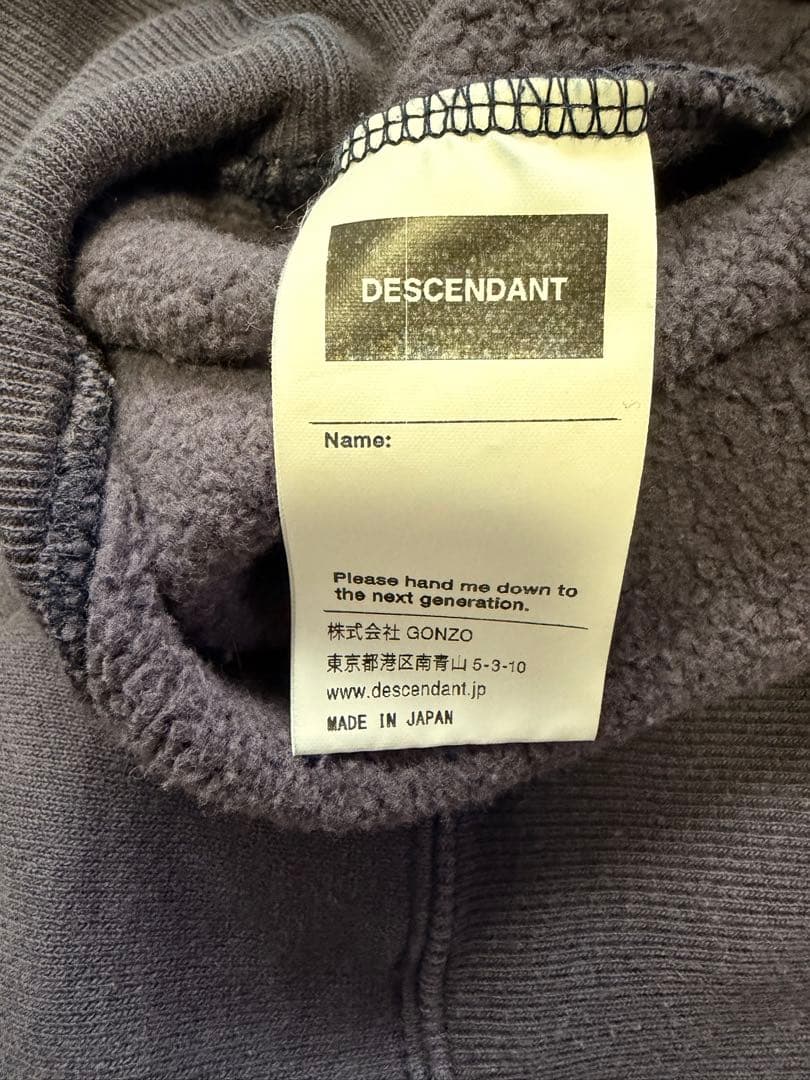 DESCENDANT
Name:
Please hand me down to
the next generation.
株式会社 GONZO
東京都港区南青山 5-3-10
www.descendant.jp
MADE IN JAPAN